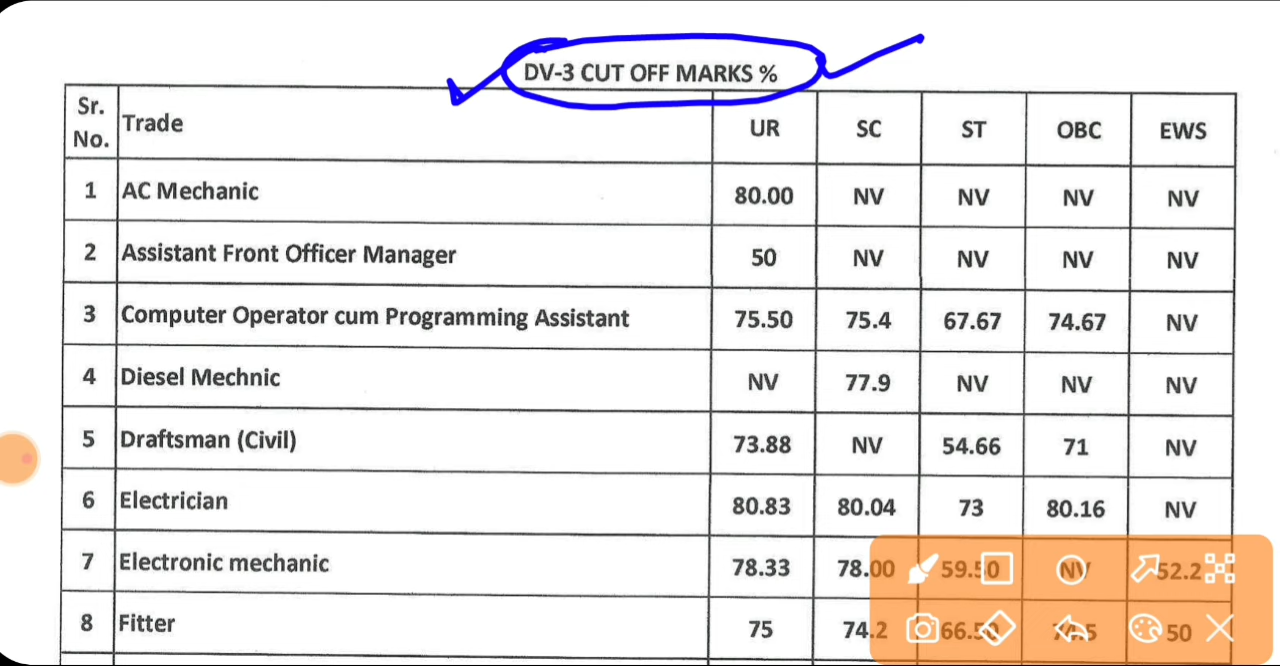 DV-3 CUT OFF MARKS %
Sr. No. Trade UR SC ST OBC EWS
1 AC Mechanic 80.00 NV NV NV NV
2 Assistant Front Officer Manager 50 NV NV NV NV
3 Computer Operator cum Programming Assistant 75.50 75.4 67.67 74.67 NV
4 Diesel Mechnic NV 77.9 NV NV NV
5 Draftsman (Civil) 73.88 NV 54.66 71 NV
6 Electrician 80.83 80.04 73 80.16 NV
7 Electronic mechanic 78.33 78.00 59.50 NV 52.2
8 Fitter 75 74.2 66.50 50